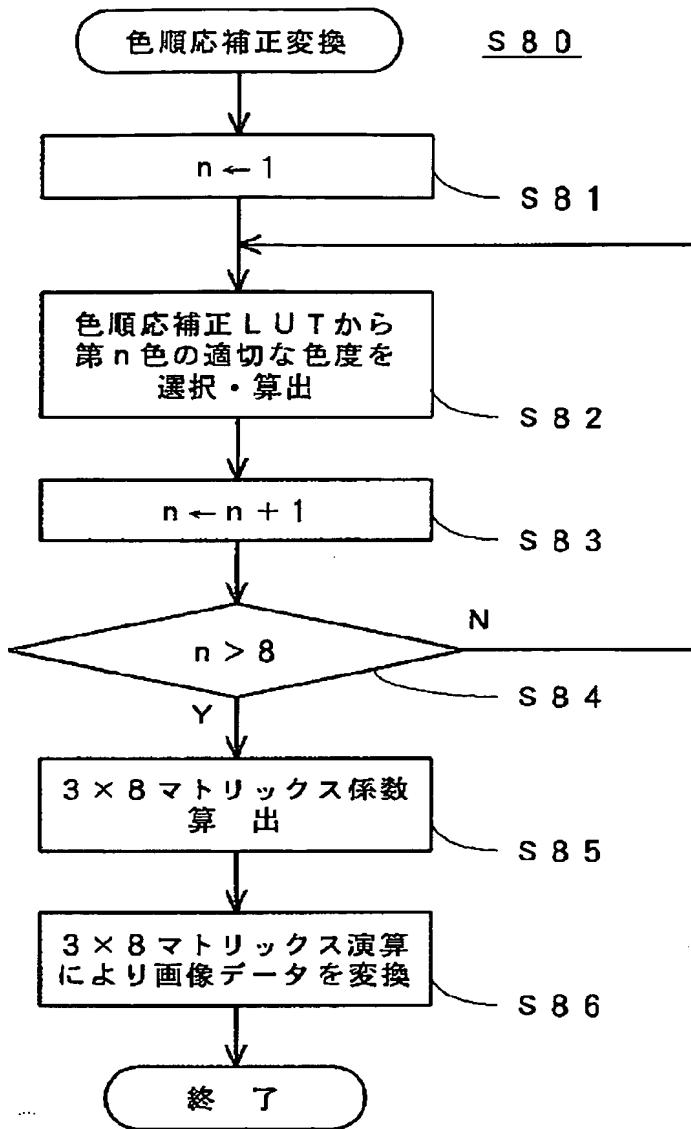 色順応補正変換
S80
n←1
S81
色順応補正LUTから
第n色の適切な色度を
選択・算出
S82
n←n+1
S83
n>8
N
S84
Y
3×8マトリックス係数
算出
S85
3×8マトリックス演算
により画像データを変換
S86
終了